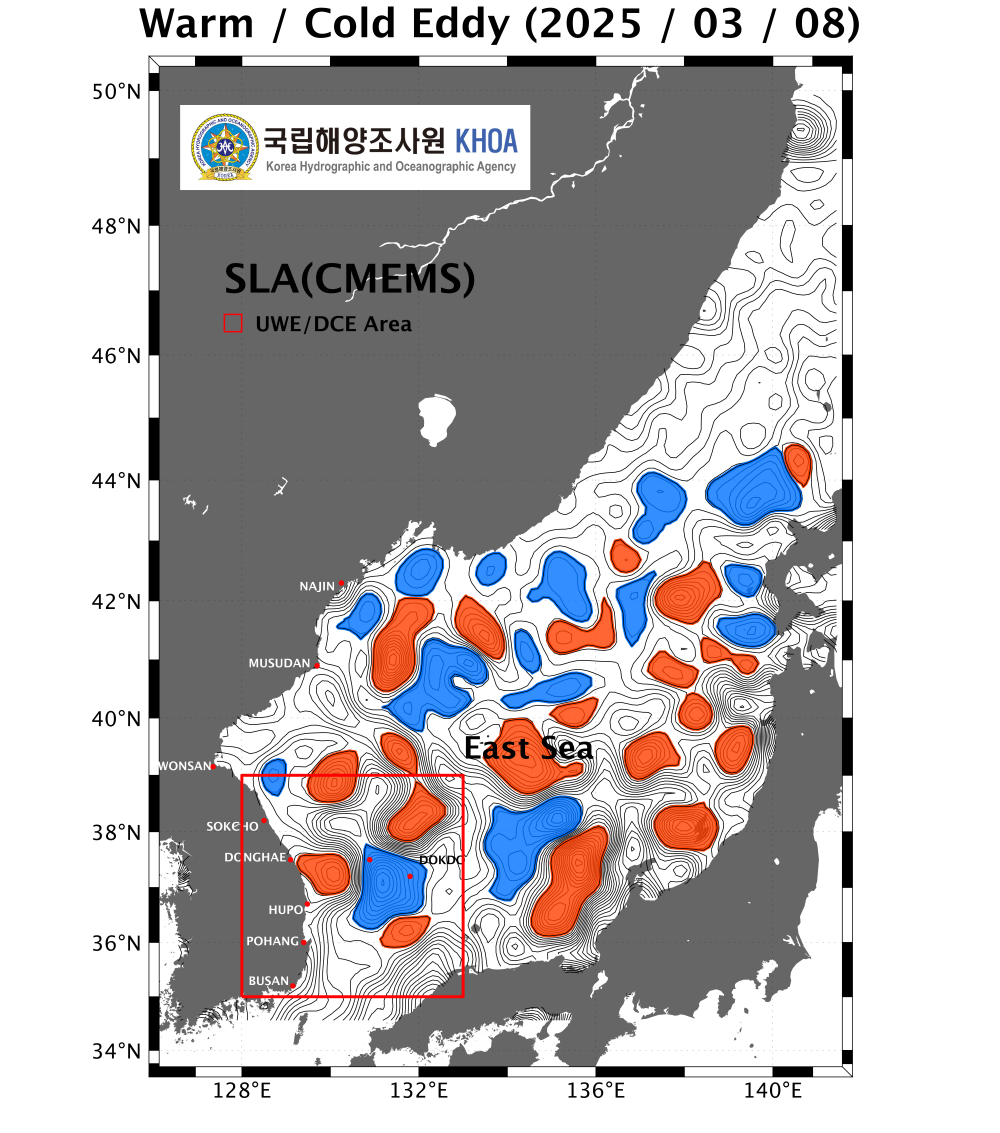 Warm / Cold Eddy (2025 / 03 / 08)
50°N
48°N
46°N
44°N
42°N
40°N
38°N
36°N
34°N
128°E
132°E
136°E
140°E
국립해양조사원 KHOA
Korea Hydrographic and Oceanographic Agency
SLA(CMEMS)
UWE/DCE Area
NAJIN
MUSUDAN
East Sea
WONSAN
SOKCHO
DONGHAE
DOKDO
HUPO
POHANG
BUSAN